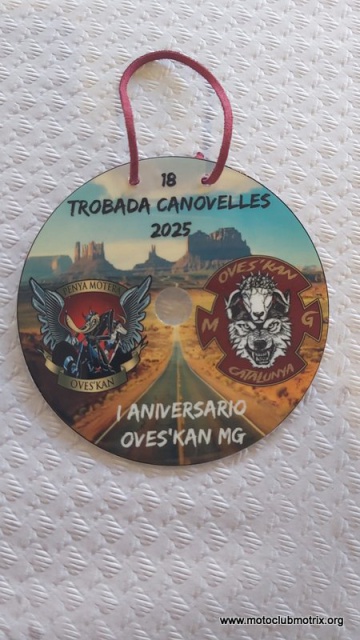 18
TROBADA CANOVELLES
2025
PENYA MOTERA
OVES'KAN
OVES'KAN
M G
CATALUNYA
I ANIVERSARIO
OVES'KAN MG
www.motoclubmotrix.org